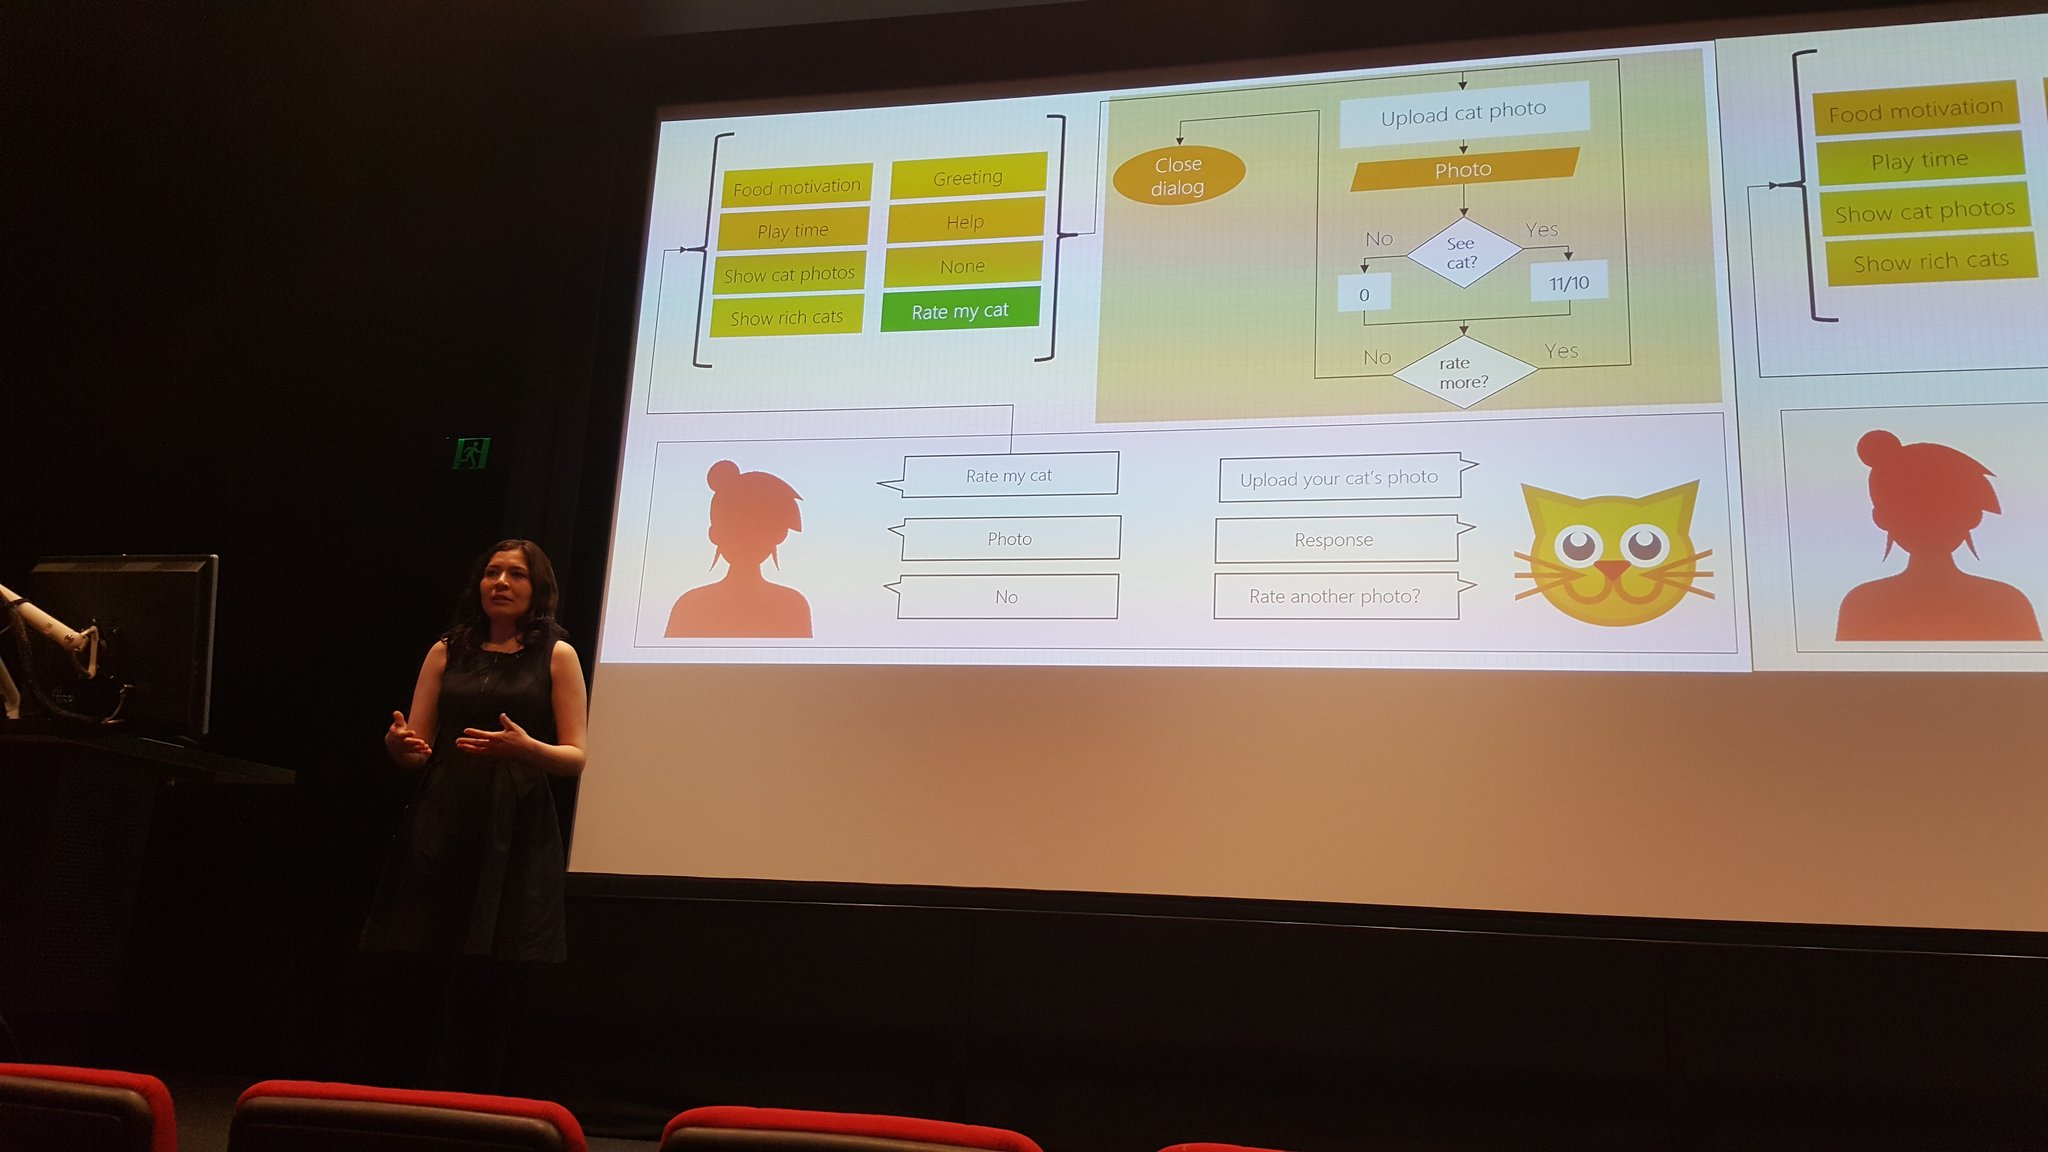 Food motivation
Play time
Show cat photos
Show rich cats
Greeting
Help
None
Rate my cat
Close
dialog
Upload cat photo
Photo
See
cat?
No
Yes
0
11/10
rate
more?
No
Yes
Rate my cat
Photo
No
Upload your cat's photo
Response
Rate another photo?
Food motivation
Play time
Show cat photos
Show rich cats